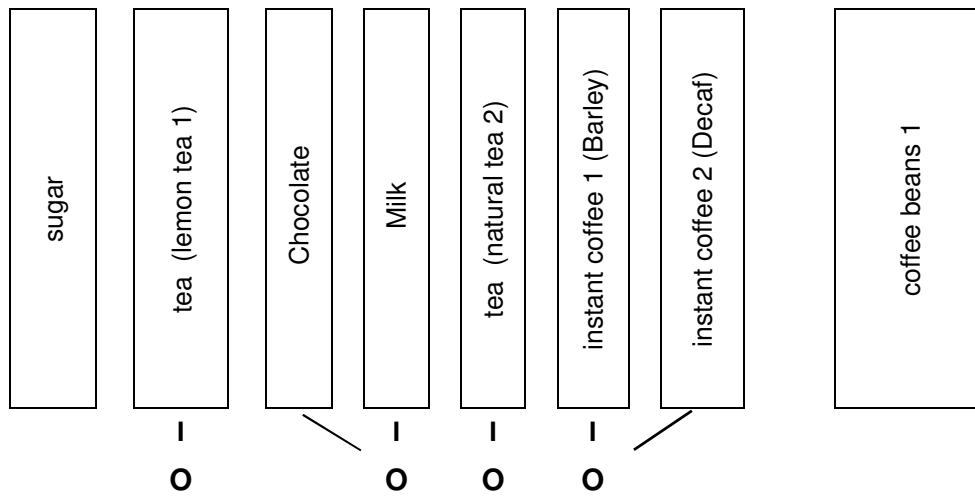 sugar
tea (lemon tea 1)
Chocolate
Milk
tea (natural tea 2)
instant coffee 1 (Barley)
instant coffee 2 (Decaf)
coffee beans 1
I I I I
O O O O